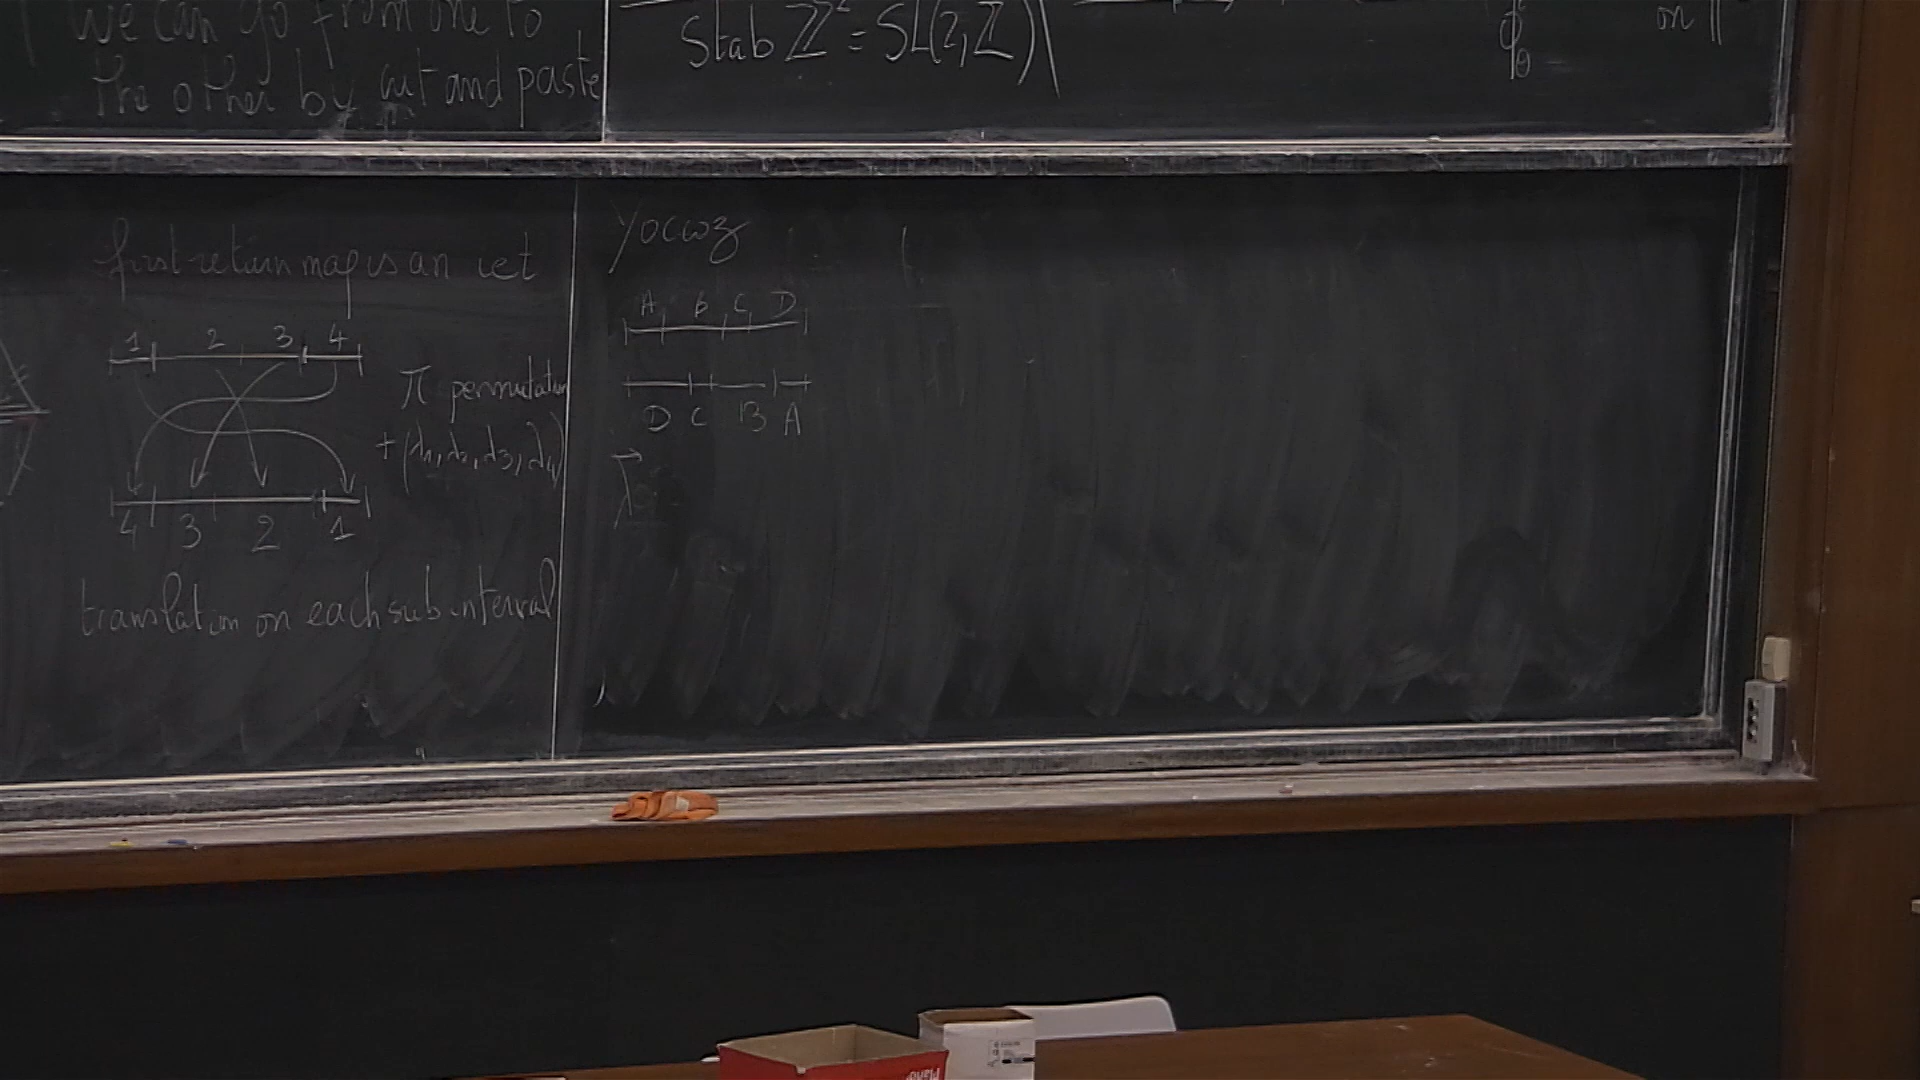 we can go from one to
the other by cut and paste
Stab ℤ² = SL(2,ℤ)\
ϕ_θ
on
first return map is an iet
1 2 3 4
π permutation
+ (λ₁, λ₂, λ₃, λ₄)
4 3 2 1
translation on each subinterval
Yoccoz
A B C D
D C B A
λ⃗